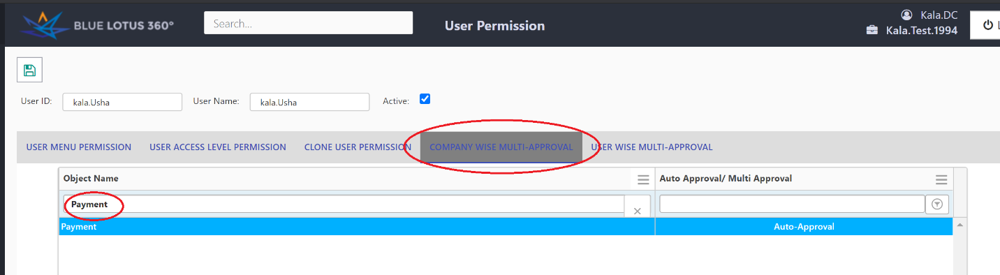 BLUE LOTUS 360°
Search...
User Permission
Kala.DC
Kala.Test.1994
User ID:
kala.Usha
User Name:
kala.Usha
Active:
USER MENU PERMISSION
USER ACCESS LEVEL PERMISSION
CLONE USER PERMISSION
COMPANY WISE MULTI-APPROVAL
USER WISE MULTI-APPROVAL
Object Name
Auto Approval/ Multi Approval
Payment
Payment
Auto-Approval